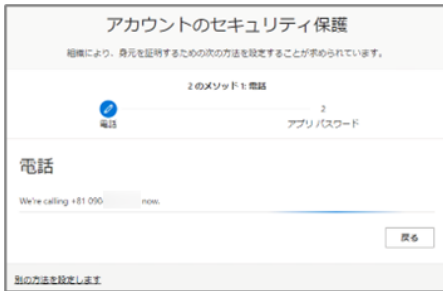 アカウントのセキュリティ保護
組織により、身元を証明するための次の方法を設定することが求められています。
2 のメソッド 1: 電話
電話
2
アプリ パスワード
電話
We're calling +81 090 now.
戻る
別の方法を設定します